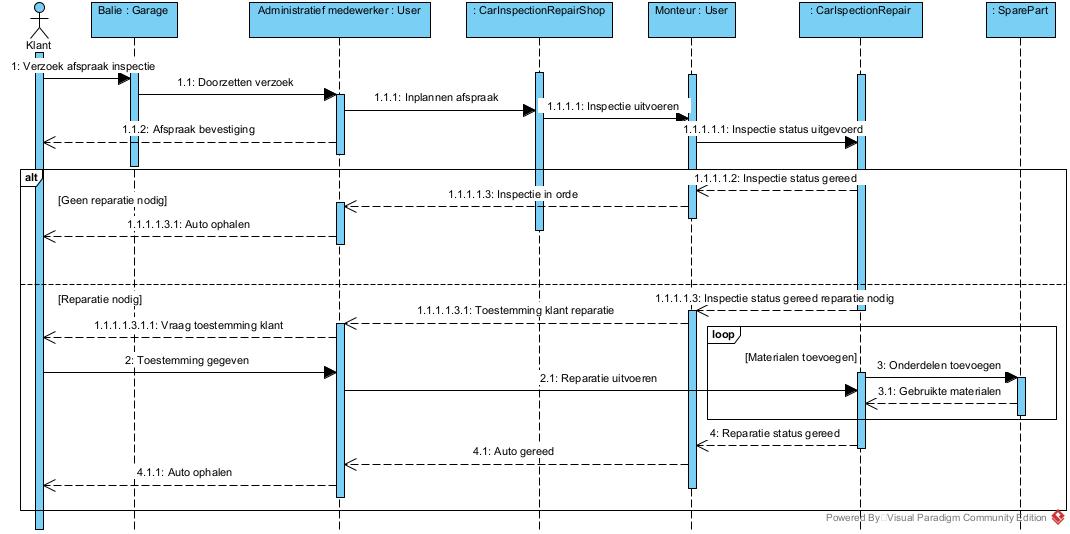 Klant
Balie : Garage
Administratief medewerker : User
: CarInspectionRepairShop
Monteur : User
: CarIspectionRepair
: SparePart
1: Verzoek afspraak inspectie
1.1: Doorzetten verzoek
1.1.1: Inplannen afspraak
1.1.1.1: Inspectie uitvoeren
1.1.2: Afspraak bevestiging
1.1.1.1.1: Inspectie status uitgevoerd
alt
1.1.1.1.2: Inspectie status gereed
[Geen reparatie nodig]
1.1.1.1.3: Inspectie in orde
1.1.1.1.3.1: Auto ophalen
[Reparatie nodig]
1.1.1.1.3: Inspectie status gereed reparatie nodig
1.1.1.1.3.1: Toestemming klant reparatie
1.1.1.1.3.1.1: Vraag toestemming klant
loop
[Materialen toevoegen]
2: Toestemming gegeven
3: Onderdelen toevoegen
2.1: Reparatie uitvoeren
3.1: Gebruikte materialen
4: Reparatie status gereed
4.1: Auto gereed
4.1.1: Auto ophalen
Powered By Visual Paradigm Community Edition